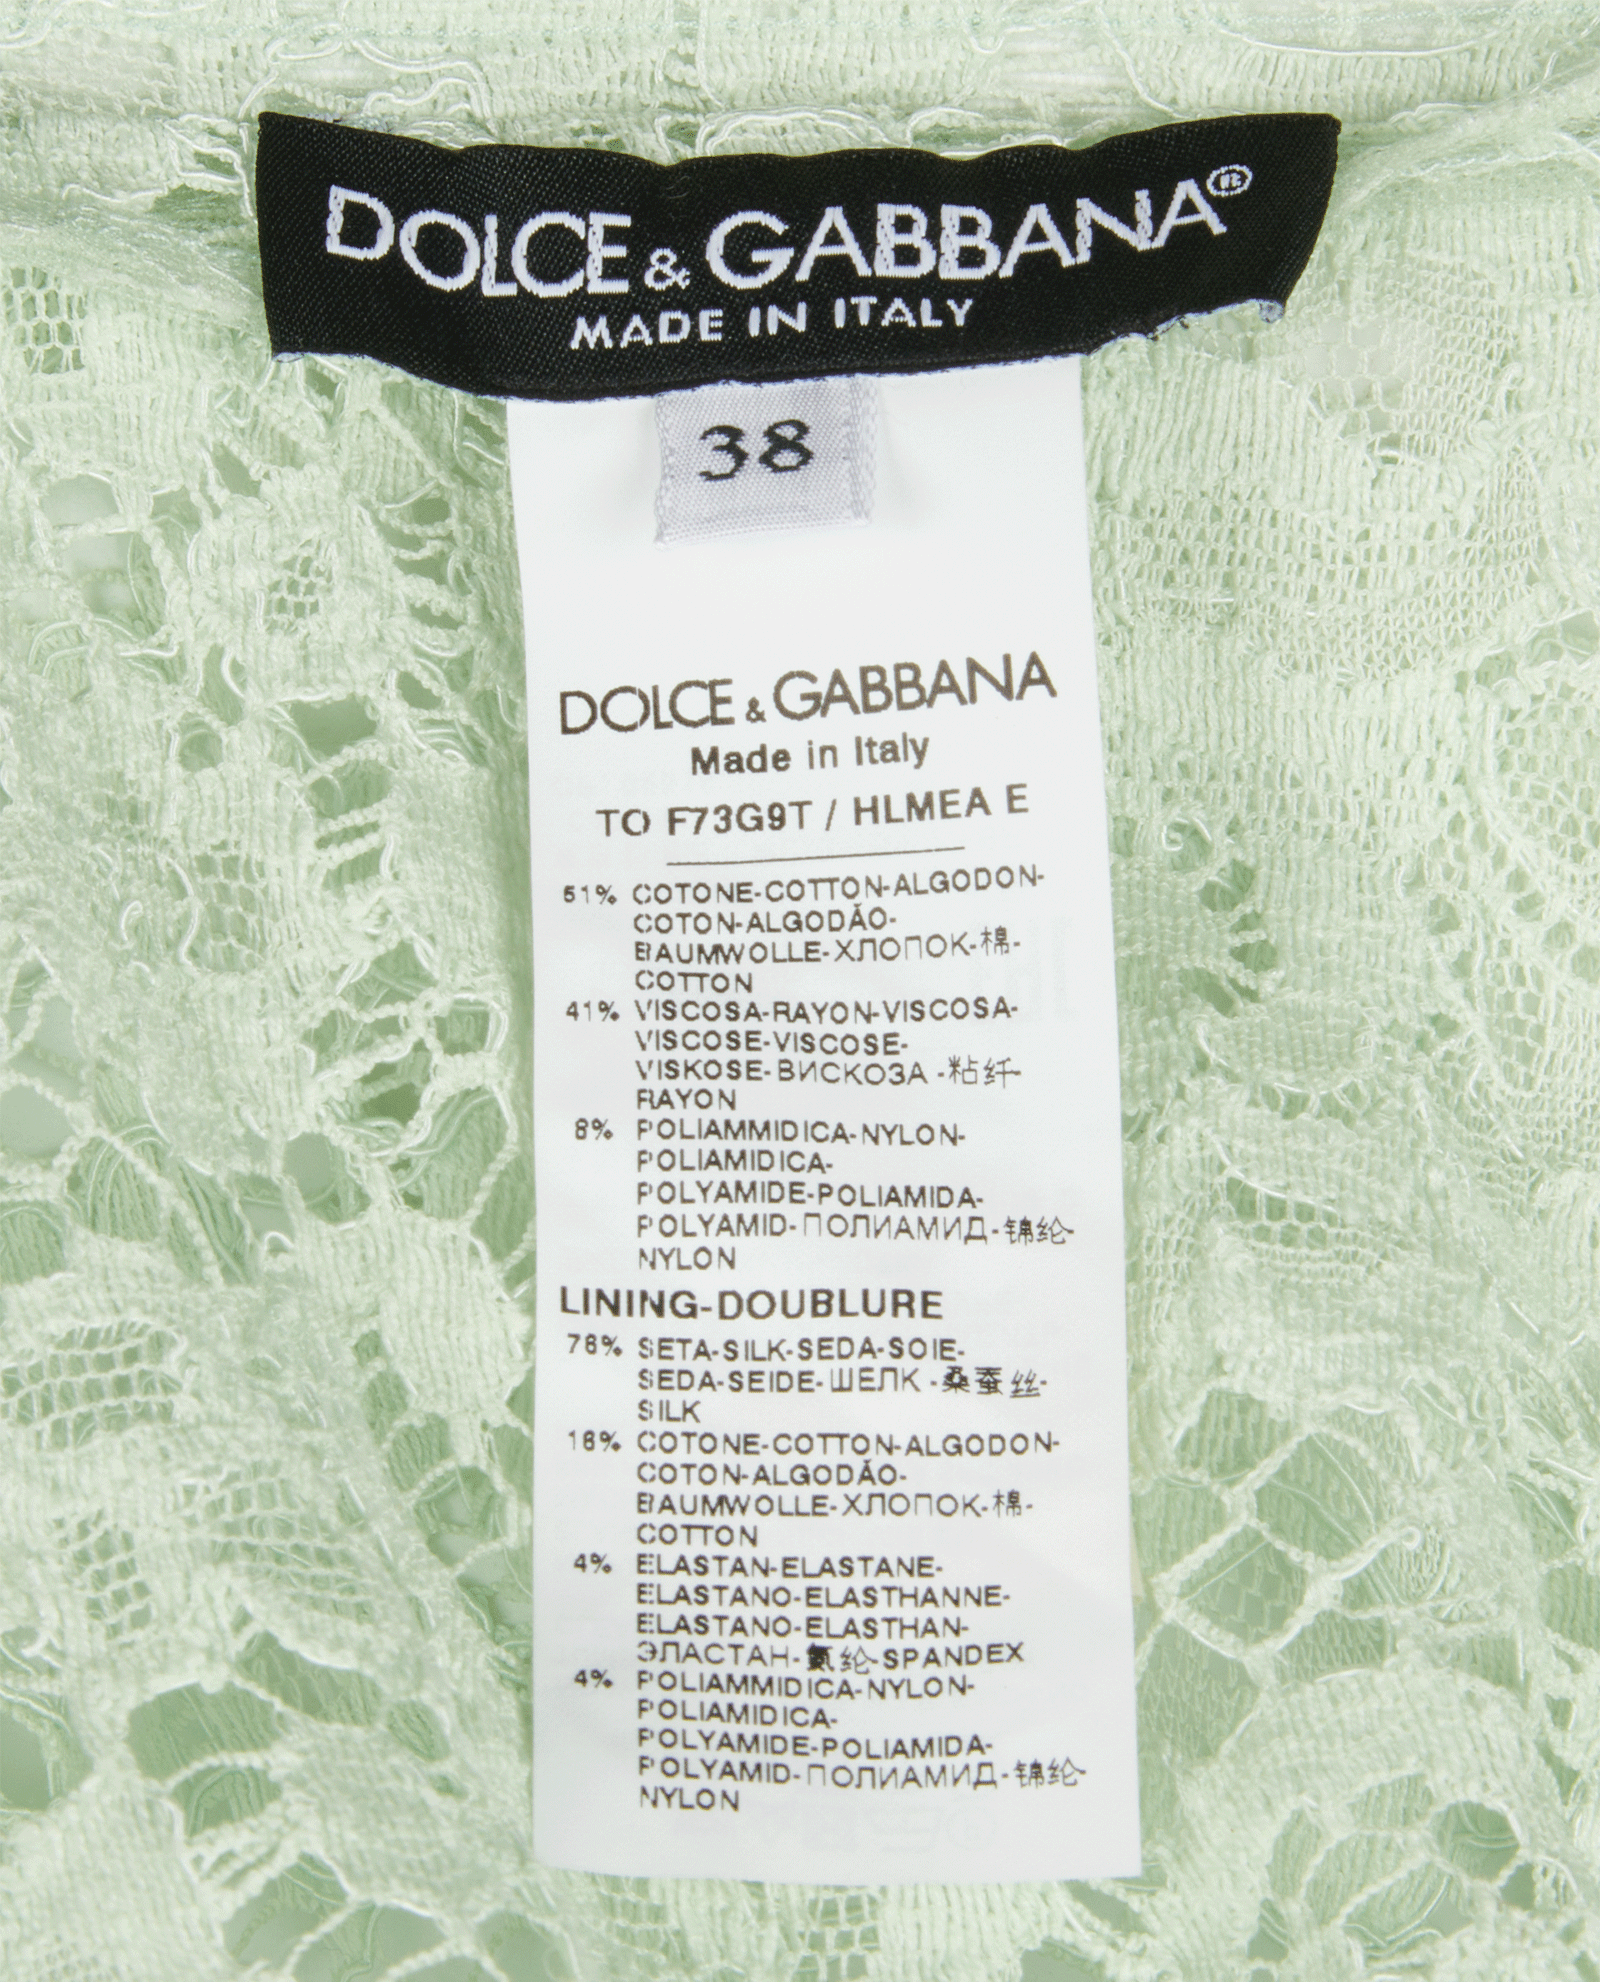 DOLCE & GABBANA®
MADE IN ITALY
38
DOLCE & GABBANA
Made in Italy
TO F73G9T / HLMEA E
51% COTONE-COTTON-ALGODON-
COTON-ALGODÃO-
BAUMWOLLE-ХЛОПОК-棉-
COTTON
41% VISCOSA-RAYON-VISCOSA-
VISCOSE-VISCOSE-
VISKOSE-ВИСКОЗА -粘纤-
RAYON
8% POLIAMMIDICA-NYLON-
POLIAMIDICA-
POLYAMIDE-POLIAMIDA-
POLYAMID-ПОЛИАМИД-锦纶-
NYLON
LINING-DOUBLURE
76% SETA-SILK-SEDA-SOIE-
SEDA-SEIDE-ШЕЛК -桑蚕丝-
SILK
16% COTONE-COTTON-ALGODON-
COTON-ALGODÃO-
BAUMWOLLE-ХЛОПОК-棉-
COTTON
4% ELASTAN-ELASTANE-
ELASTANO-ELASTHANNE-
ELASTANO-ELASTHAN-
ЭЛАСТАН-氨纶-SPANDEX
4% POLIAMMIDICA-NYLON-
POLIAMIDICA-
POLYAMIDE-POLIAMIDA-
POLYAMID-ПОЛИАМИД-锦纶-
NYLON